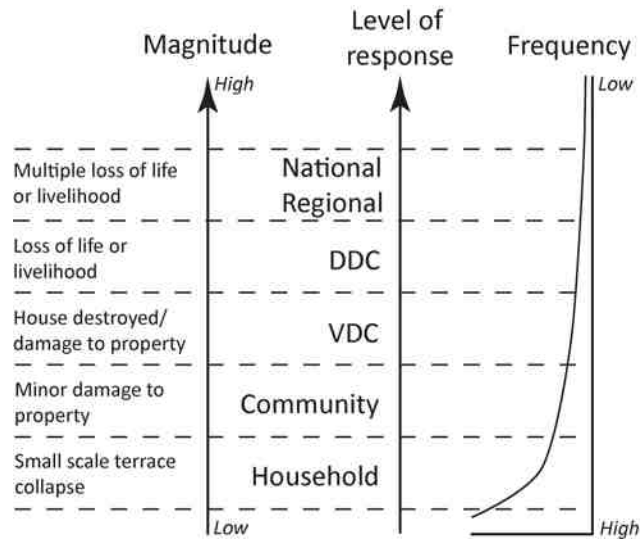 Magnitude
Level of
response
Frequency
High
Low
Multiple loss of life
or livelihood
National
Regional
Loss of life or
livelihood
DDC
House destroyed/
damage to property
VDC
Minor damage to
property
Community
Small scale terrace
collapse
Household
Low
High